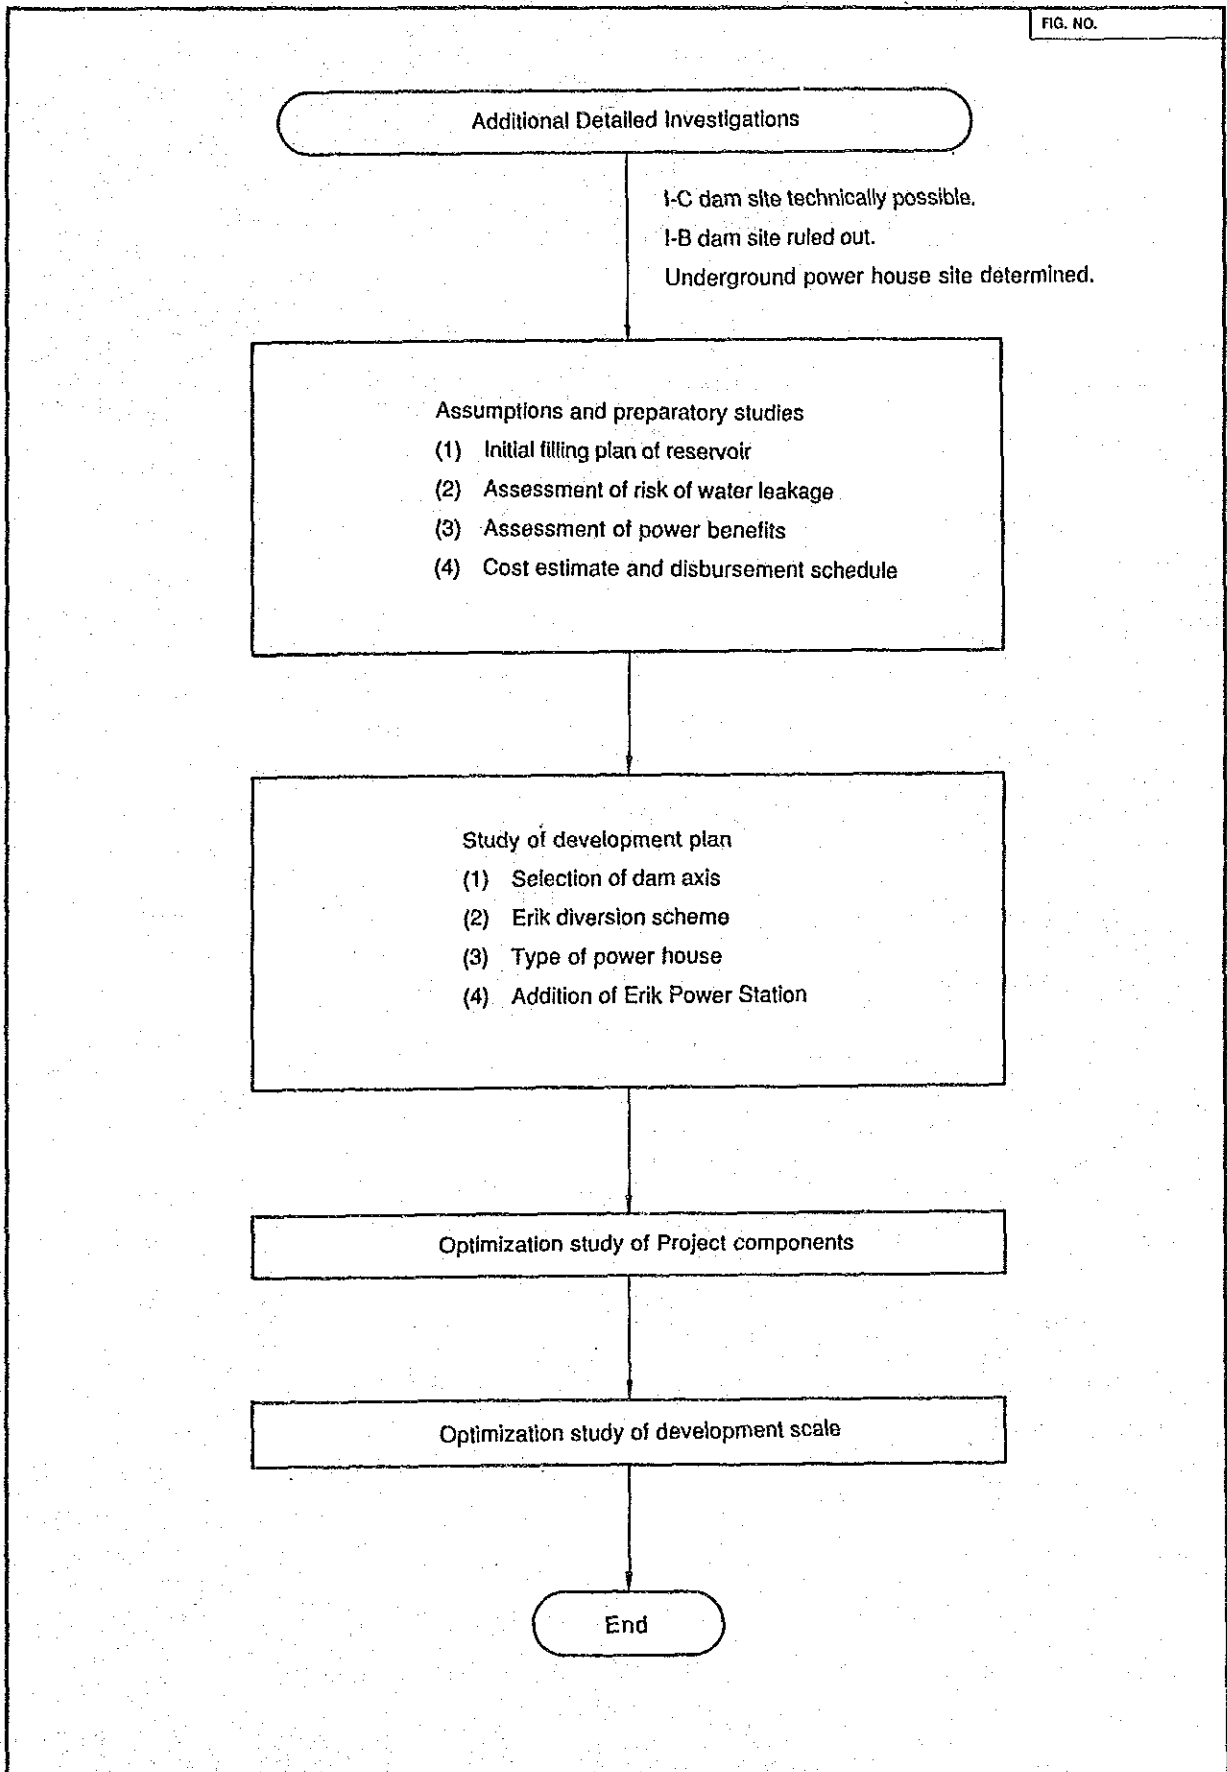 FIG. NO.
Additional Detailed Investigations
I-C dam site technically possible.
I-B dam site ruled out.
Underground power house site determined.
Assumptions and preparatory studies
(1) Initial filling plan of reservoir
(2) Assessment of risk of water leakage
(3) Assessment of power benefits
(4) Cost estimate and disbursement schedule
Study of development plan
(1) Selection of dam axis
(2) Erik diversion scheme
(3) Type of power house
(4) Addition of Erik Power Station
Optimization study of Project components
Optimization study of development scale
End